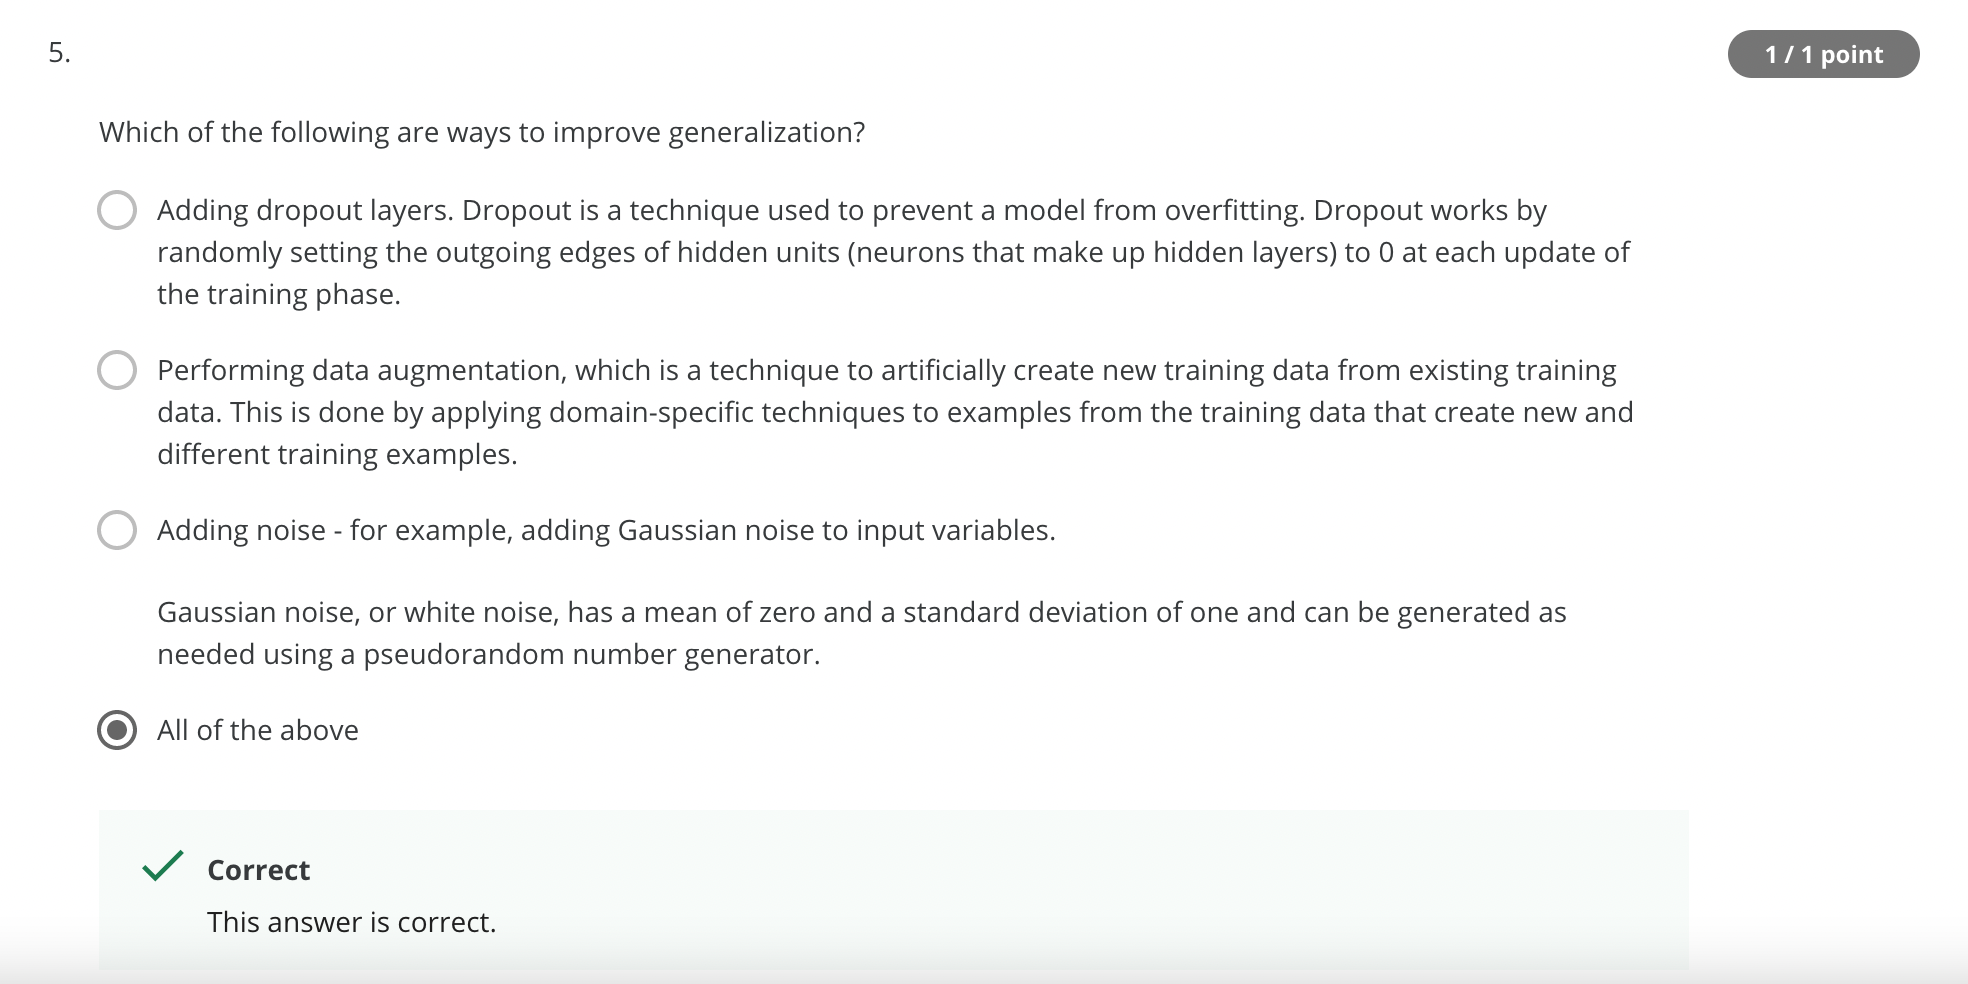 5.
1 / 1 point
Which of the following are ways to improve generalization?
Adding dropout layers. Dropout is a technique used to prevent a model from overfitting. Dropout works by
randomly setting the outgoing edges of hidden units (neurons that make up hidden layers) to 0 at each update of
the training phase.
Performing data augmentation, which is a technique to artificially create new training data from existing training
data. This is done by applying domain-specific techniques to examples from the training data that create new and
different training examples.
Adding noise - for example, adding Gaussian noise to input variables.
Gaussian noise, or white noise, has a mean of zero and a standard deviation of one and can be generated as
needed using a pseudorandom number generator.
All of the above
Correct
This answer is correct.